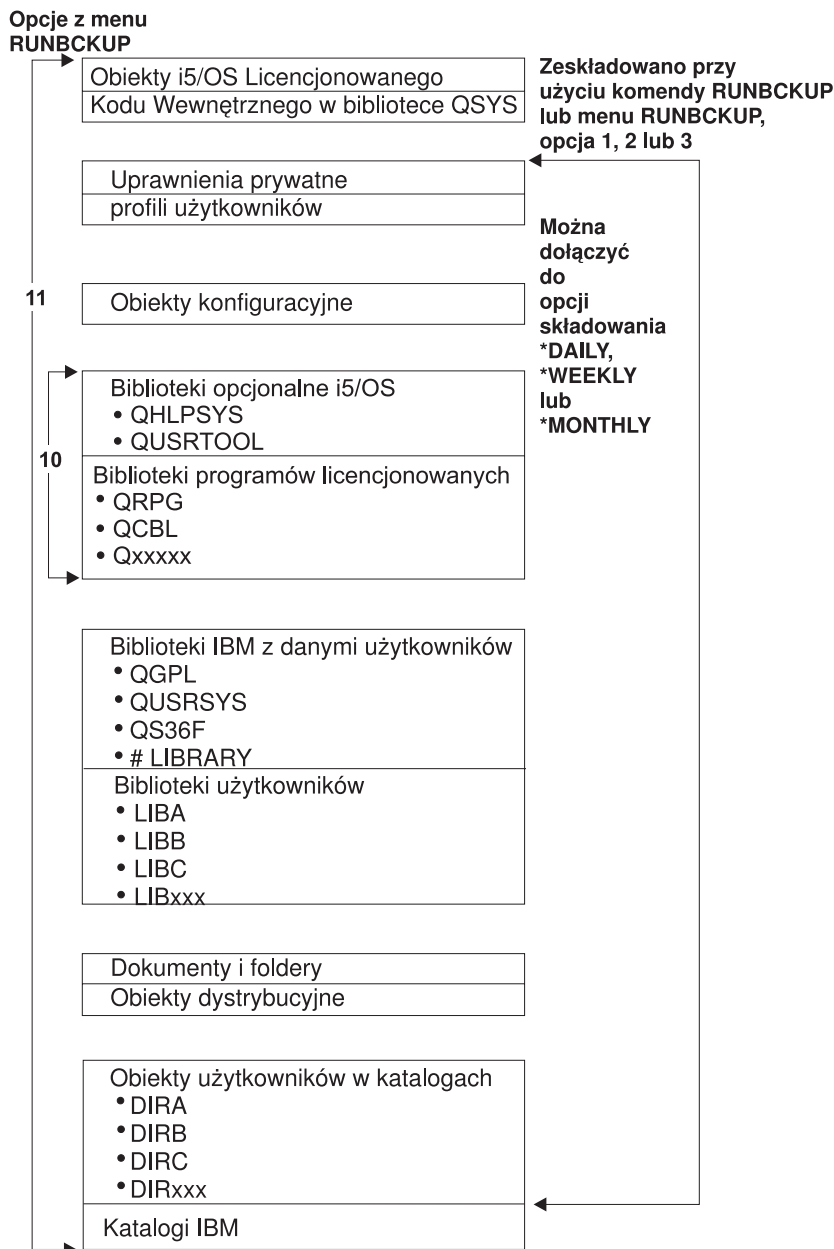 Opcje z menu
RUNBCKUP
Obiekty i5/OS Licencjonowanego
Kodu Wewnętrznego w bibliotece QSYS
Zeskładowano przy
użyciu komendy RUNBCKUP
lub menu RUNBCKUP,
opcja 1, 2 lub 3
Uprawnienia prywatne
profili użytkowników
Można
dołączyć
do
opcji
składowania
*DAILY,
*WEEKLY
lub
*MONTHLY
11
Obiekty konfiguracyjne
10
Biblioteki opcjonalne i5/OS
• QHLPSYS
• QUSRTOOL
Biblioteki programów licencjonowanych
• QRPG
• QCBL
• Qxxxxx
Biblioteki IBM z danymi użytkowników
• QGPL
• QUSRSYS
• QS36F
• # LIBRARY
Biblioteki użytkowników
• LIBA
• LIBB
• LIBC
• LIBxxx
Dokumenty i foldery
Obiekty dystrybucyjne
Obiekty użytkowników w katalogach
• DIRA
• DIRB
• DIRC
• DIRxxx
Katalogi IBM